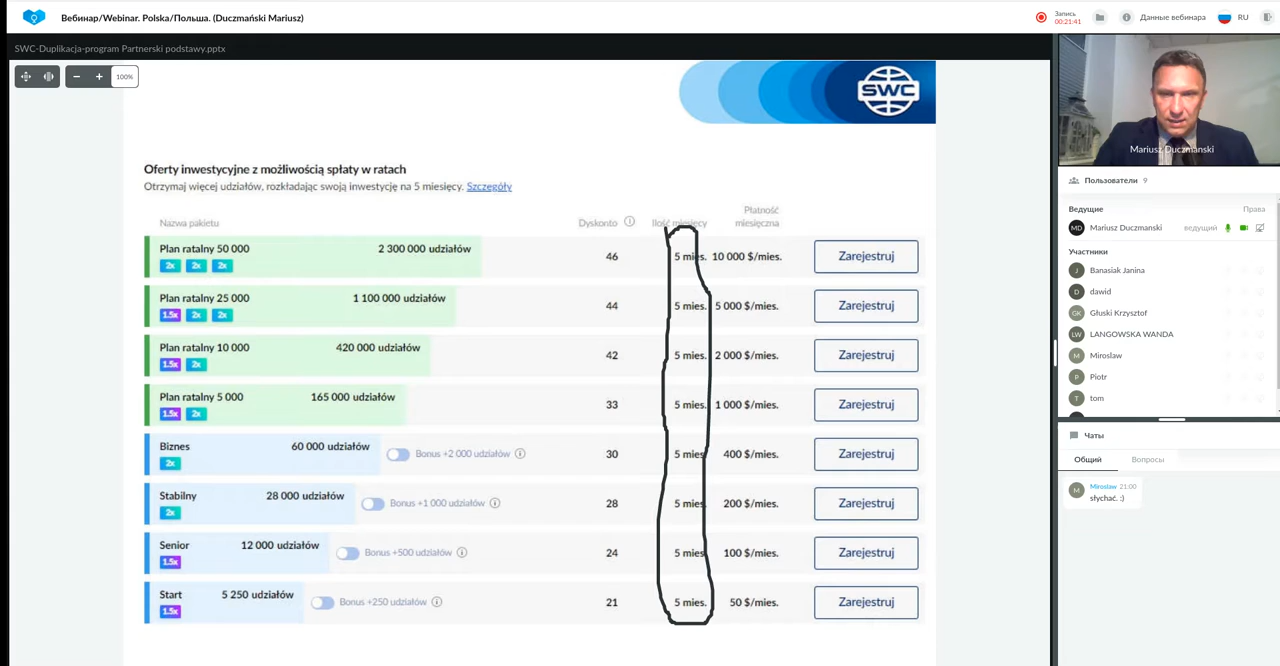 Вебинар/Webinar. Polska/Польша. (Duczmański Mariusz)
Запись
00:21:41
Данные вебинара
RU
SWC-Duplikacja-program Partnerski podstawy.pptx
100%
SWC
Oferty inwestycyjne z możliwością spłaty w ratach
Otrzymaj więcej udziałów, rozkładając swoją inwestycję na 5 miesięcy. Szczegóły
Nazwa pakietu Dyskonto Ilość miesięcy Płatność miesięczna
Plan ratalny 50 000 2 300 000 udziałów 46 5 mies. 10 000 $/mies. Zarejestruj
2x 2x 2x
Plan ratalny 25 000 1 100 000 udziałów 44 5 mies. 5 000 $/mies. Zarejestruj
1.5x 2x 2x
Plan ratalny 10 000 420 000 udziałów 42 5 mies. 2 000 $/mies. Zarejestruj
1.5x 2x
Plan ratalny 5 000 165 000 udziałów 33 5 mies. 1 000 $/mies. Zarejestruj
1.5x 2x
Biznes 60 000 udziałów Bonus +2 000 udziałów 30 5 mies. 400 $/mies. Zarejestruj
2x
Stabilny 28 000 udziałów Bonus +1 000 udziałów 28 5 mies. 200 $/mies. Zarejestruj
2x
Senior 12 000 udziałów Bonus +500 udziałów 24 5 mies. 100 $/mies. Zarejestruj
1.5x
Start 5 250 udziałów Bonus +250 udziałów 21 5 mies. 50 $/mies. Zarejestruj
1.5x
Mariusz Duczmanski
Пользователи 9
Ведущие Права
MD Mariusz Duczmanski ведущий
Участники
J Banasiak Janina
D dawid
GK Głuski Krzysztof
LW LANGOWSKA WANDA
M Miroslaw
P Piotr
T tom
Чаты
Общий Вопросы
M Miroslaw 21:00
słychać. :)